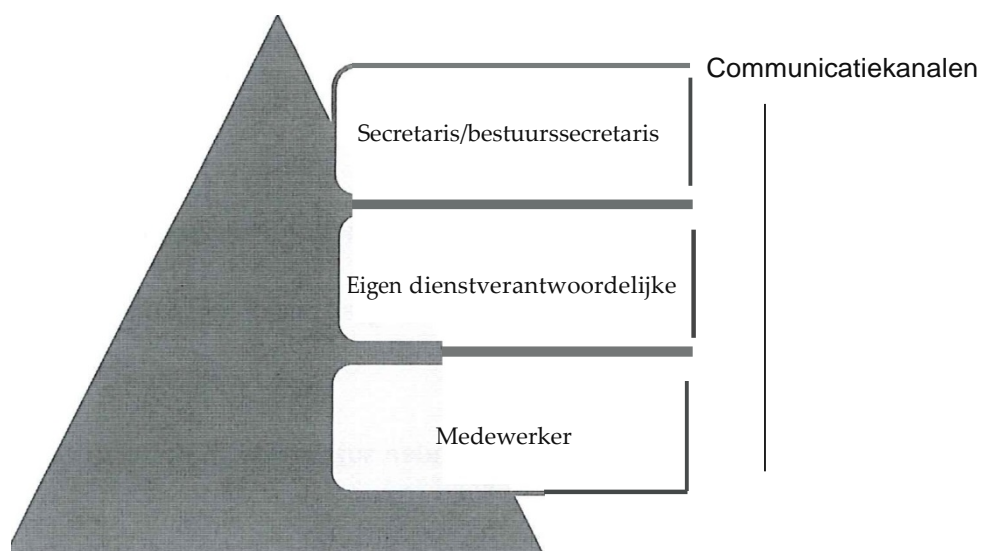 Communicatiekanalen
Secretaris/bestuurssecretaris
Eigen dienstverantwoordelijke
Medewerker